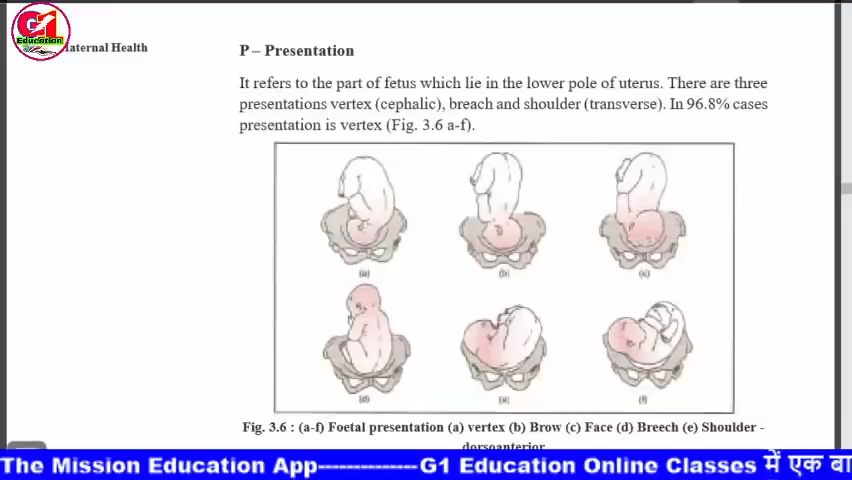 G1
Education
aternal Health
P – Presentation
It refers to the part of fetus which lie in the lower pole of uterus. There are three
presentations vertex (cephalic), breach and shoulder (transverse). In 96.8% cases
presentation is vertex (Fig. 3.6 a-f).
(a)
(b)
(c)
(d)
(e)
(f)
Fig. 3.6 : (a-f) Foetal presentation (a) vertex (b) Brow (c) Face (d) Breech (e) Shoulder -
dorsoanterior
The Mission Education App--------------G1 Education Online Classes में एक बा